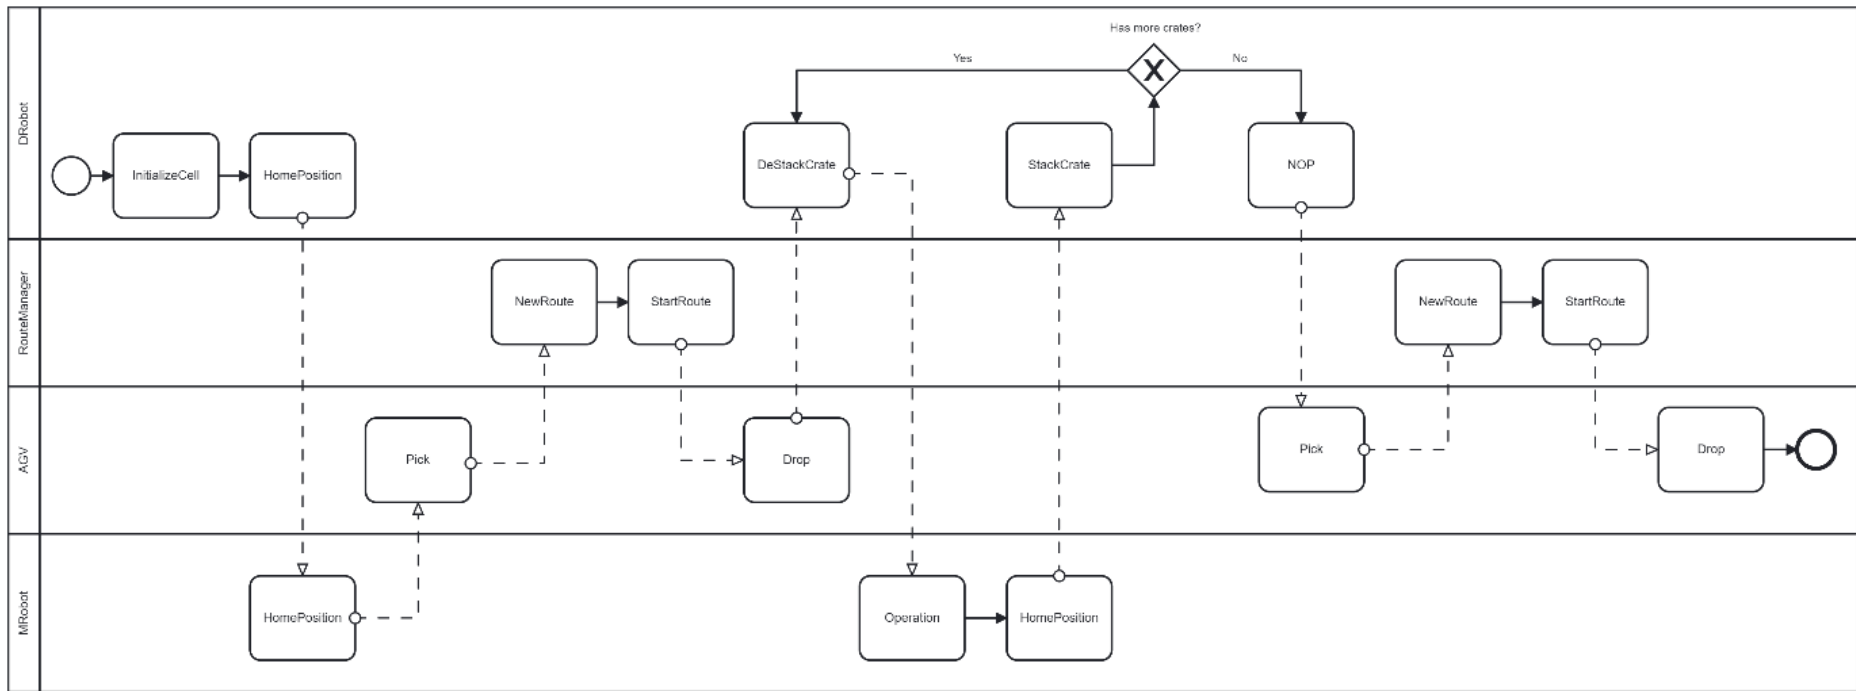 Has more crates?
Yes
No
DRobot
InitializeCell
HomePosition
DeStackCrate
StackCrate
NOP
RouteManager
NewRoute
StartRoute
NewRoute
StartRoute
AGV
Pick
Drop
Pick
Drop
MRobot
HomePosition
Operation
HomePosition